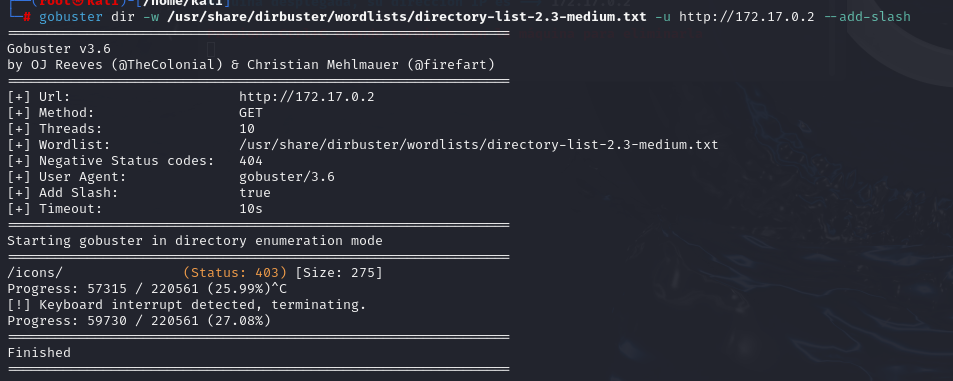 (root㉿kali)-[/home/kali]
# gobuster dir -w /usr/share/dirbuster/wordlists/directory-list-2.3-medium.txt -u http://172.17.0.2 --add-slash
Gobuster v3.6
by OJ Reeves (@TheColonial) & Christian Mehlmauer (@firefart)
[+] Url: http://172.17.0.2
[+] Method: GET
[+] Threads: 10
[+] Wordlist: /usr/share/dirbuster/wordlists/directory-list-2.3-medium.txt
[+] Negative Status codes: 404
[+] User Agent: gobuster/3.6
[+] Add Slash: true
[+] Timeout: 10s
Starting gobuster in directory enumeration mode
/icons/ (Status: 403) [Size: 275]
Progress: 57315 / 220561 (25.99%)^C
[!] Keyboard interrupt detected, terminating.
Progress: 59730 / 220561 (27.08%)
Finished